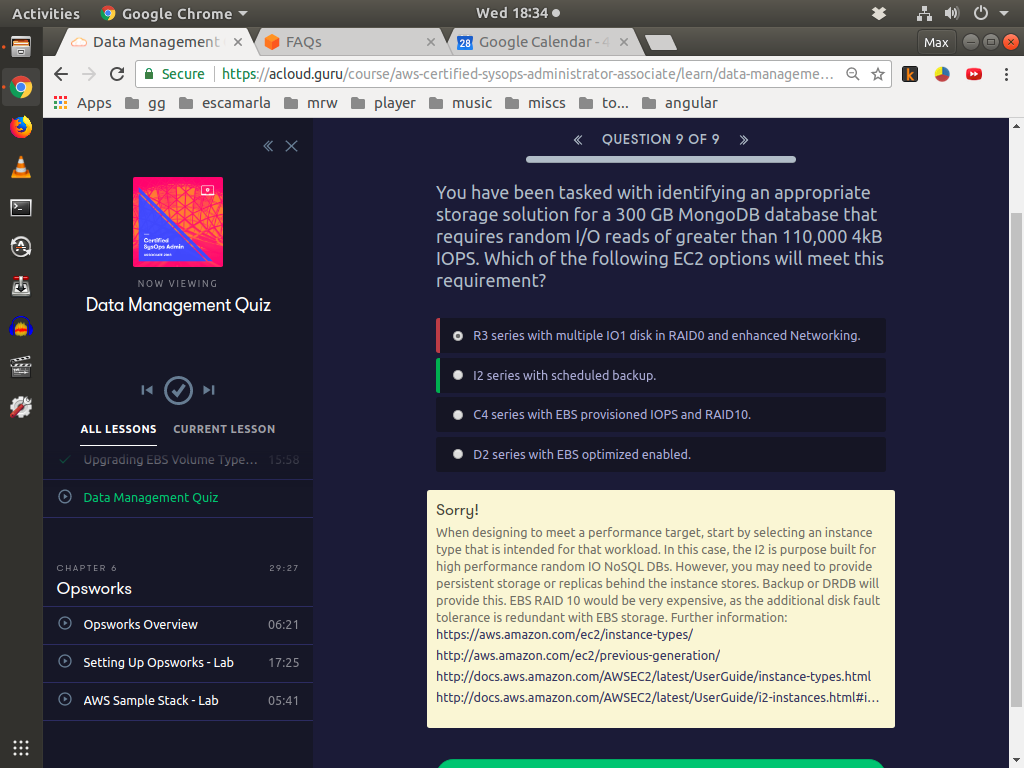 Activities Google Chrome Wed 18:34
Data Management FAQs Google Calendar - 4 Max
Secure https://acloud.guru/course/aws-certified-sysops-administrator-associate/learn/data-manageme...
Apps gg escamarla mrw player music miscs to... angular
Certified
SysOps Admin
NOW VIEWING
Data Management Quiz
ALL LESSONS CURRENT LESSON
Upgrading EBS Volume Type... 15:58
Data Management Quiz
CHAPTER 6 29:27
Opsworks
Opsworks Overview 06:21
Setting Up Opsworks - Lab 17:25
AWS Sample Stack - Lab 05:41
« QUESTION 9 OF 9 »
You have been tasked with identifying an appropriate
storage solution for a 300 GB MongoDB database that
requires random I/O reads of greater than 110,000 4kB
IOPS. Which of the following EC2 options will meet this
requirement?
R3 series with multiple IO1 disk in RAID0 and enhanced Networking.
I2 series with scheduled backup.
C4 series with EBS provisioned IOPS and RAID10.
D2 series with EBS optimized enabled.
Sorry!
When designing to meet a performance target, start by selecting an instance
type that is intended for that workload. In this case, the I2 is purpose built for
high performance random IO NoSQL DBs. However, you may need to provide
persistent storage or replicas behind the instance stores. Backup or DRDB will
provide this. EBS RAID 10 would be very expensive, as the additional disk fault
tolerance is redundant with EBS storage. Further information:
https://aws.amazon.com/ec2/instance-types/
http://aws.amazon.com/ec2/previous-generation/
http://docs.aws.amazon.com/AWSEC2/latest/UserGuide/instance-types.html
http://docs.aws.amazon.com/AWSEC2/latest/UserGuide/i2-instances.html#i...